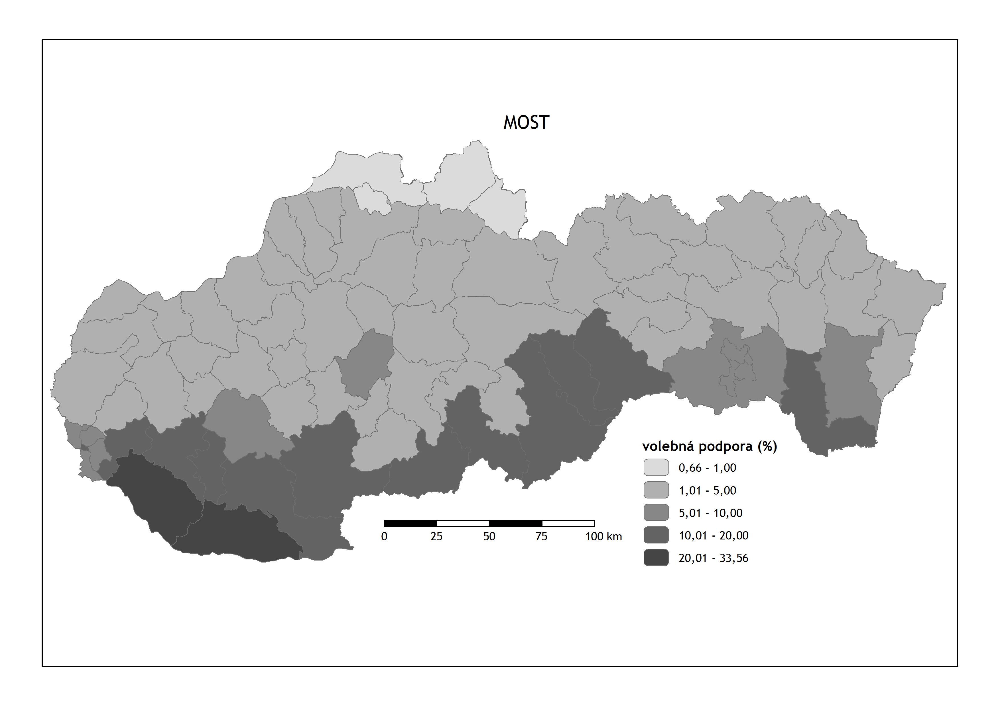 MOST
volebná podpora (%)
0,66 - 1,00
1,01 - 5,00
5,01 - 10,00
10,01 - 20,00
20,01 - 33,56
0 25 50 75 100 km